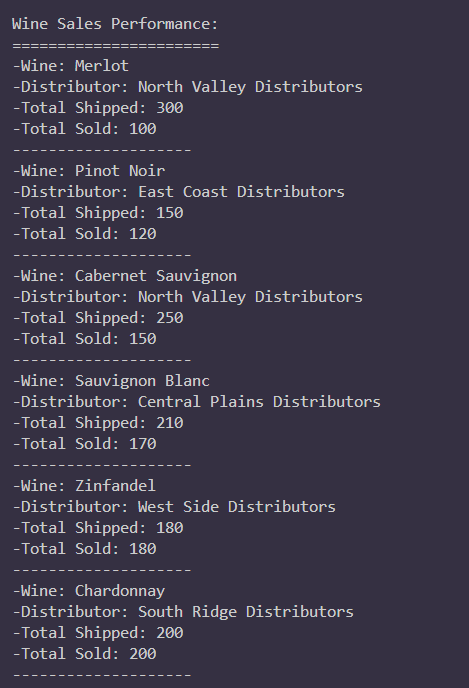 Wine Sales Performance:
=======================
-Wine: Merlot
-Distributor: North Valley Distributors
-Total Shipped: 300
-Total Sold: 100
--------------------
-Wine: Pinot Noir
-Distributor: East Coast Distributors
-Total Shipped: 150
-Total Sold: 120
--------------------
-Wine: Cabernet Sauvignon
-Distributor: North Valley Distributors
-Total Shipped: 250
-Total Sold: 150
--------------------
-Wine: Sauvignon Blanc
-Distributor: Central Plains Distributors
-Total Shipped: 210
-Total Sold: 170
--------------------
-Wine: Zinfandel
-Distributor: West Side Distributors
-Total Shipped: 180
-Total Sold: 180
--------------------
-Wine: Chardonnay
-Distributor: South Ridge Distributors
-Total Shipped: 200
-Total Sold: 200
--------------------